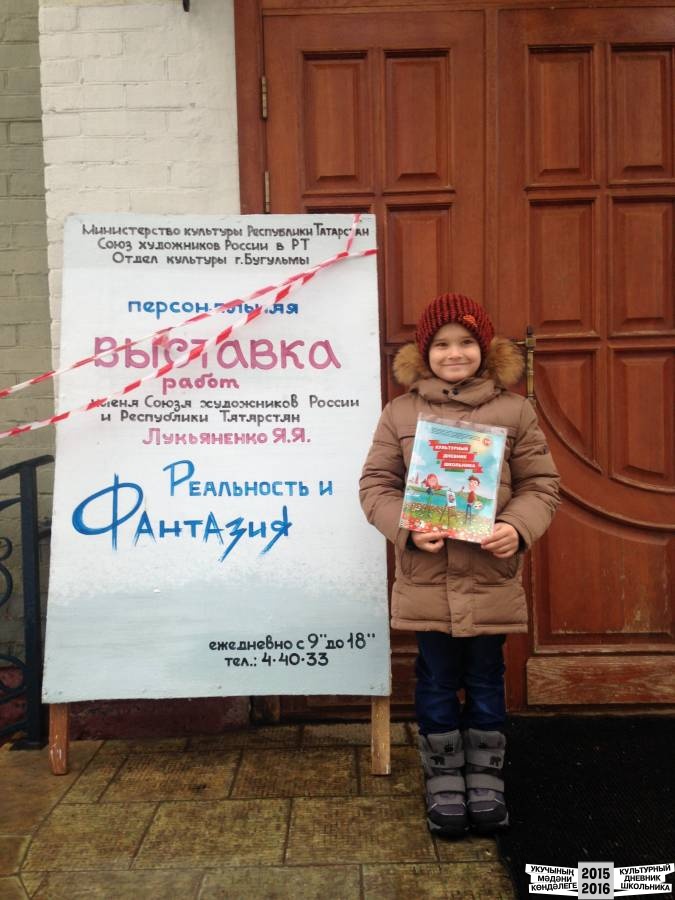 Министерство культуры Республики Татарстан
Союз художников России в РТ
Отдел культуры г.Бугульмы
персональная
выставка
работ
члена Союза художников России
и Республики Татарстан
Лукьяненко Я.Я.
Реальность и
Фантазия
ежедневно с 9°° до 18°°
тел.: 4-40-33
КУЛЬТУРНЫЙ
ДНЕВНИК
ШКОЛЬНИКА
УКУЧЫНЫҢ
МӘДӘНИ
КӨНДӘЛЕГЕ
2015
2016
КУЛЬТУРНЫЙ
ДНЕВНИК
ШКОЛЬНИКА